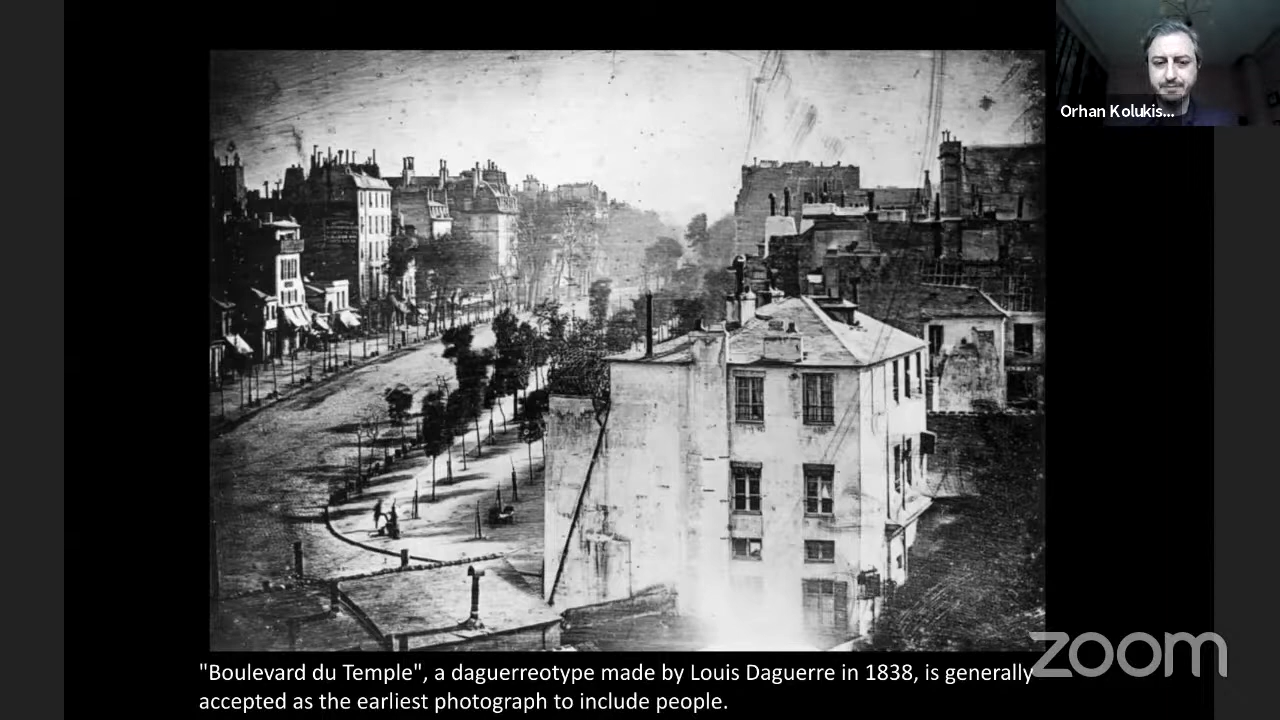 Orhan Kolukis...
"Boulevard du Temple", a daguerreotype made by Louis Daguerre in 1838, is generally
accepted as the earliest photograph to include people.
zoom